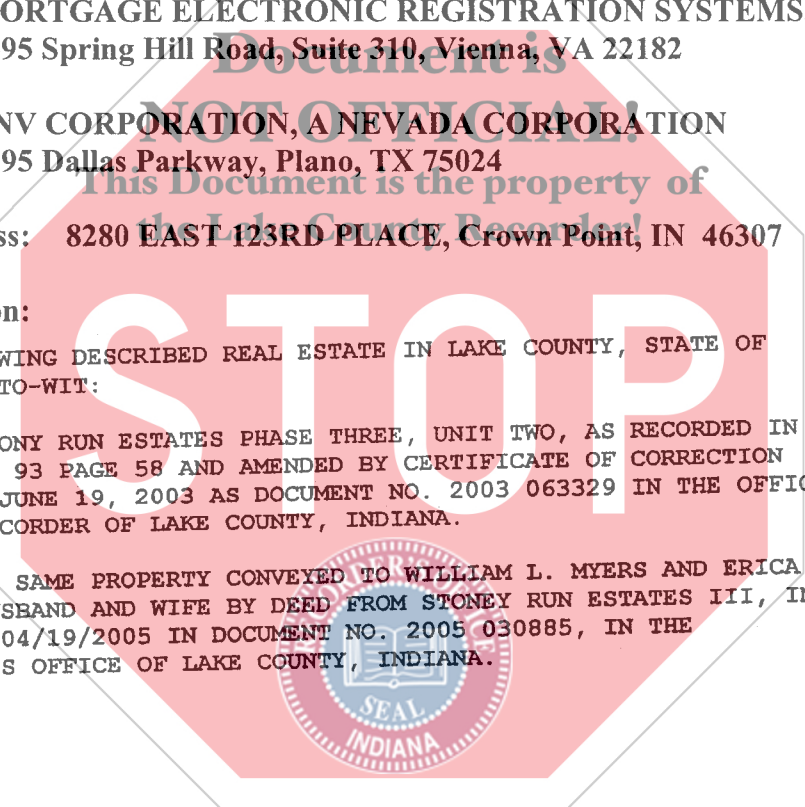 ORTGAGE ELECTRONIC REGISTRATION SYSTEMS
Document is
95 Spring Hill Road, Suite 310, Vienna, VA 22182
NOT OFFICIAL!
NV CORPORATION, A NEVADA CORPORATION
95 Dallas Parkway, Plano, TX 75024
This Document is the property of
the Lake County Recorder!
ss: 8280 EAST 123RD PLACE, Crown Point, IN 46307
n:
STOP
WING DESCRIBED REAL ESTATE IN LAKE COUNTY, STATE OF
TO-WIT:
ONY RUN ESTATES PHASE THREE, UNIT TWO, AS RECORDED IN
93 PAGE 58 AND AMENDED BY CERTIFICATE OF CORRECTION
JUNE 19, 2003 AS DOCUMENT NO. 2003 063329 IN THE OFFIC
CORDER OF LAKE COUNTY, INDIANA.
SAME PROPERTY CONVEYED TO WILLIAM L. MYERS AND ERICA
SBAND AND WIFE BY DEED FROM STONEY RUN ESTATES III, IN
04/19/2005 IN DOCUMENT NO. 2005 030885, IN THE
S OFFICE OF LAKE COUNTY, INDIANA.
SEAL
INDIANA